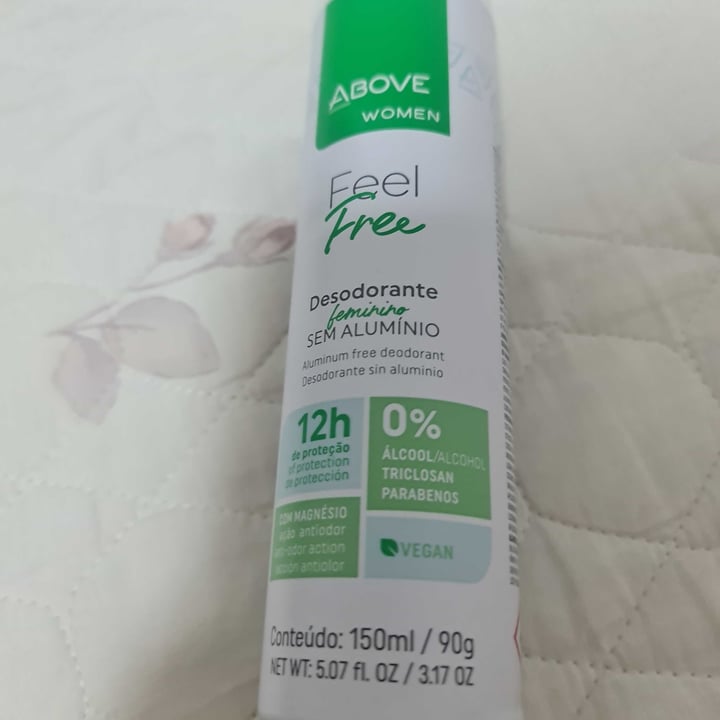 ABOVE
WOMEN
Feel
Free
Desodorante
feminino
SEM ALUMÍNIO
Aluminum free deodorant
Desodorante sin aluminio
12h
de proteção
of protection
de protección
0%
ÁLCOOL/ALCOHOL
TRICLOSAN
PARABENOS
COM MAGNÉSIO
ação antiodor
anti-odor action
acción antiolor
VEGAN
Conteúdo: 150ml / 90g
NET WT: 5.07 fl. OZ / 3.17 OZ